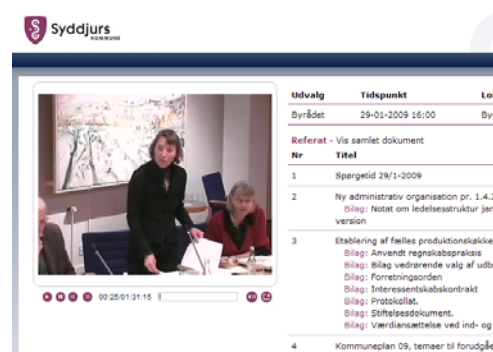 Syddjurs
KOMMUNE
Udvalg Tidspunkt
Byrådet 29-01-2009 16:00
Referat - Vis samlet dokument
Nr Titel
1 Spørgetid 29/1-2009
2 Ny administrativ organisation pr. 1.4.2
Bilag: Notat om ledelsesstruktur
version
3 Etablering af fælles produktionskøkke
Bilag: Anvendt regnskabspraksis
Bilag: Bilag vedrørende valg af udb
Bilag: Forretningsorden
Bilag: Interessentskabskontrakt
Bilag: Protokollat.
Bilag: Stiftelsesdokument.
Bilag: Værdiansættelse ved ind- og
00:25/01:31:15
4 Kommuneplan 09, temaer til forudgåe